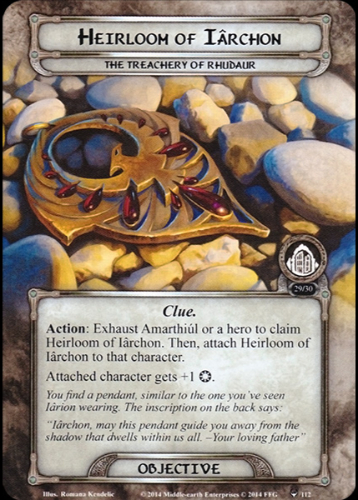 HEIRLOOM OF IÂRCHON
THE TREACHERY OF RHUDAUR
29/30
Clue.
Action: Exhaust Amarthiúl or a hero to claim
Heirloom of Iârchon. Then, attach Heirloom of
Iârchon to that character.
Attached character gets +1
You find a pendant, similar to the one you've seen
Iârion wearing. The inscription on the back says:
"Iârchon, may this pendant guide you away from the
shadow that dwells within us all. –Your loving father"
OBJECTIVE
Illus. Romana Kendelic ©2014 Middle-earth Enterprises ©2014 FFG 112